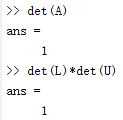 >> det(A)
ans =
1
>> det(L)*det(U)
ans =
1